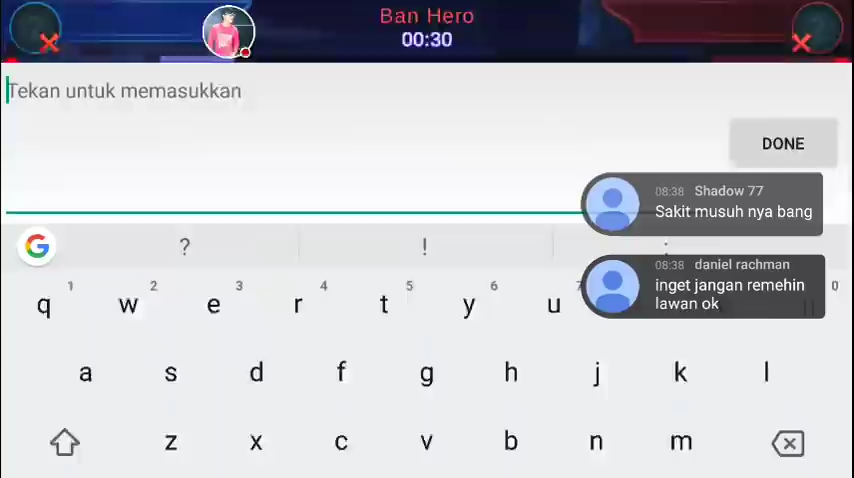 Ban Hero
00:30
Tekan untuk memasukkan
DONE
08:38 Shadow 77
Sakit musuh nya bang
? ! :
08:38 daniel rachman
inget jangan remehin
lawan ok
1 2 3 4 5 6 7 0
q w e r t y u
a s d f g h j k l
z x c v b n m